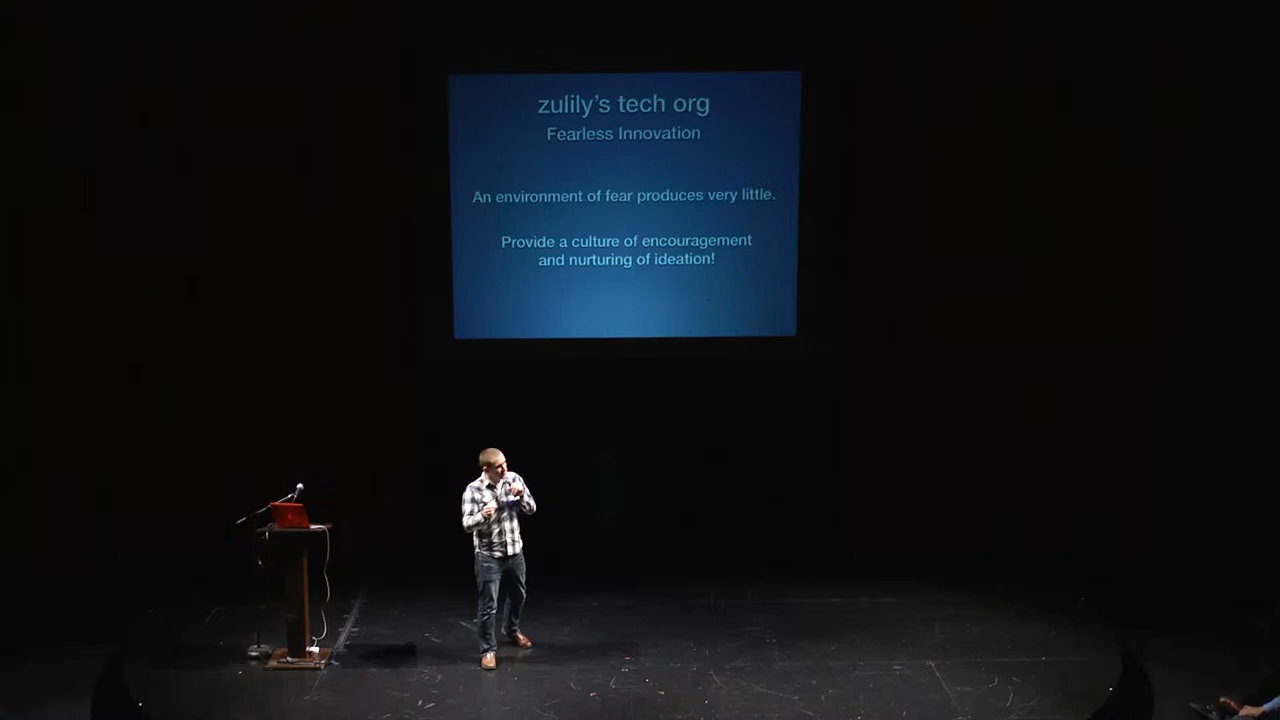 zulily’s tech org
Fearless Innovation
An environment of fear produces very little.
Provide a culture of encouragement
and nurturing of ideation!